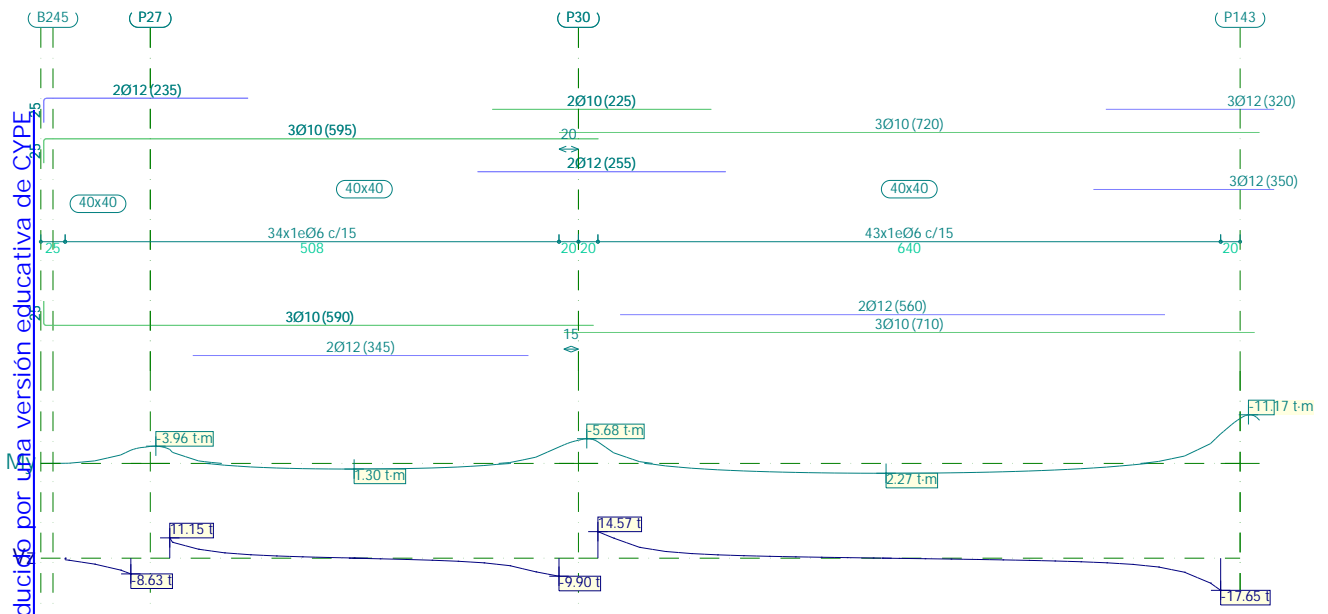 B245 P27 P30 P143
2Ø12 (235)
25
2Ø10 (225)
3Ø12 (320)
3Ø10 (595)
20
3Ø10 (720)
25
2Ø12 (255)
40x40
40x40
40x40
3Ø12 (350)
34x1eØ6 c/15
43x1eØ6 c/15
25 508 20 20 640 20
25
3Ø10 (590)
2Ø12 (560)
3Ø10 (710)
15
2Ø12 (345)
My
-3.96 t·m
-5.68 t·m
-11.17 t·m
1.30 t·m
2.27 t·m
Vz
11.15 t
14.57 t
-8.63 t
-9.90 t
-17.65 t
ducido por una versión educativa de CYPE